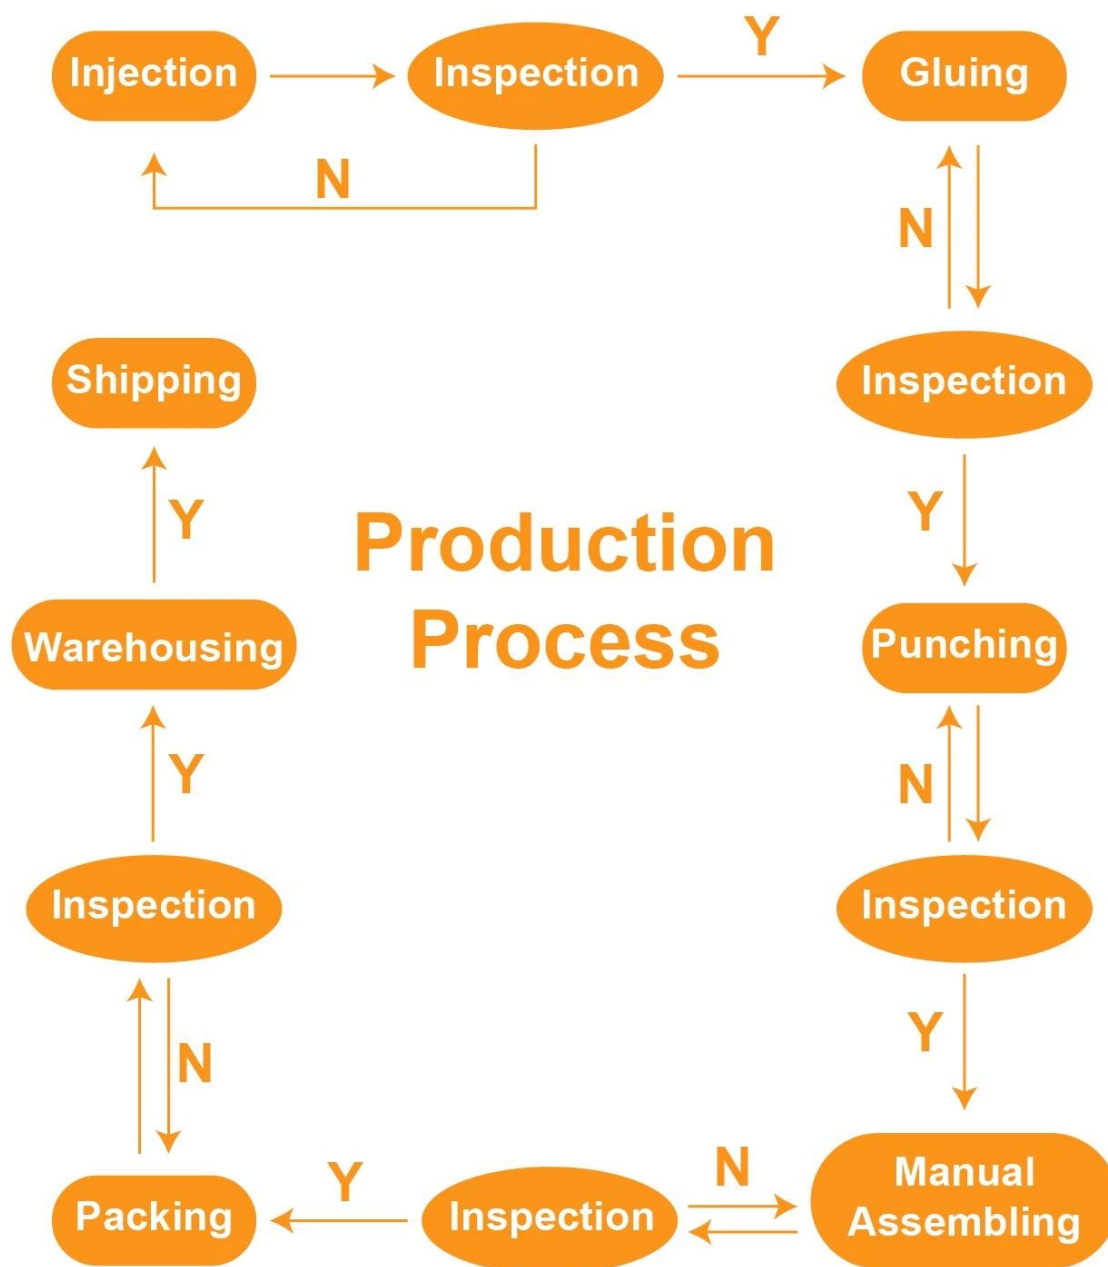 Injection
Inspection
Y
Gluing
N
N
Inspection
Y
Punching
N
Inspection
Y
Manual
Assembling
N
Inspection
Y
Packing
N
Inspection
Y
Warehousing
Y
Shipping
Production
Process